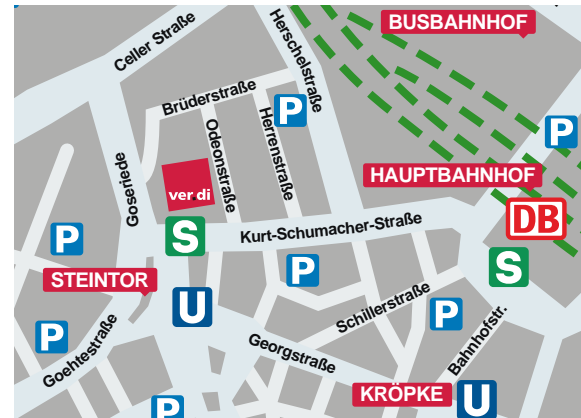 BUSBAHNHOF
Celler Straße
Herschelstraße
Brüderstraße
P
P
Odeonstraße
Herrenstraße
Goseriede
ver.di
HAUPTBAHNHOF
DB
P
S
Kurt-Schumacher-Straße
S
STEINTOR
P
U
Schillerstraße
P
Bahnhofstr.
P
Goehtestraße
Georgstraße
KRÖPKE
U
P